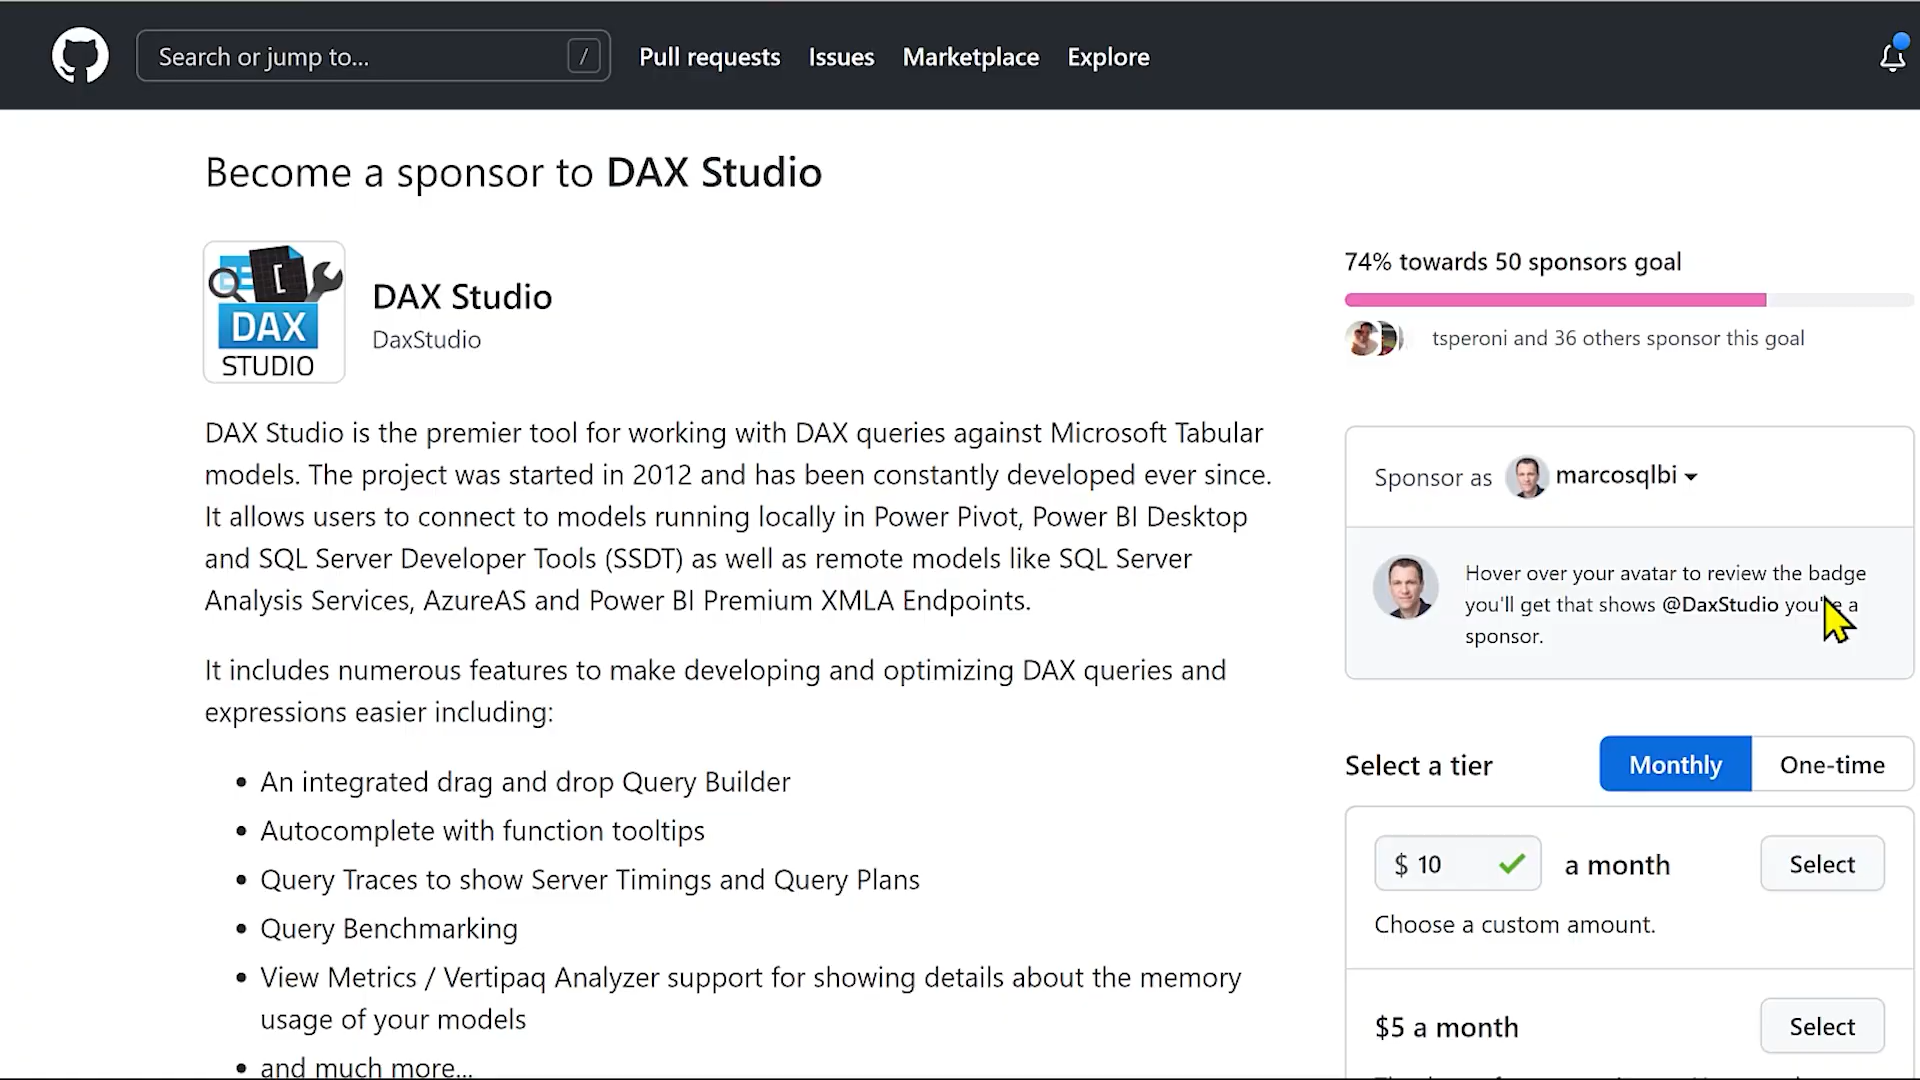 Search or jump to...
/
Pull requests
Issues
Marketplace
Explore
Become a sponsor to DAX Studio
[
DAX
STUDIO
DAX Studio
DaxStudio
DAX Studio is the premier tool for working with DAX queries against Microsoft Tabular
models. The project was started in 2012 and has been constantly developed ever since.
It allows users to connect to models running locally in Power Pivot, Power BI Desktop
and SQL Server Developer Tools (SSDT) as well as remote models like SQL Server
Analysis Services, AzureAS and Power BI Premium XMLA Endpoints.
It includes numerous features to make developing and optimizing DAX queries and
expressions easier including:
• An integrated drag and drop Query Builder
• Autocomplete with function tooltips
• Query Traces to show Server Timings and Query Plans
• Query Benchmarking
• View Metrics / Vertipaq Analyzer support for showing details about the memory
usage of your models
• and much more...
74% towards 50 sponsors goal
tsperoni and 36 others sponsor this goal
Sponsor as marcosqlbi
Hover over your avatar to review the badge
you'll get that shows @DaxStudio you're a
sponsor.
Select a tier
Monthly
One-time
$ 10 a month
Select
Choose a custom amount.
$5 a month
Select